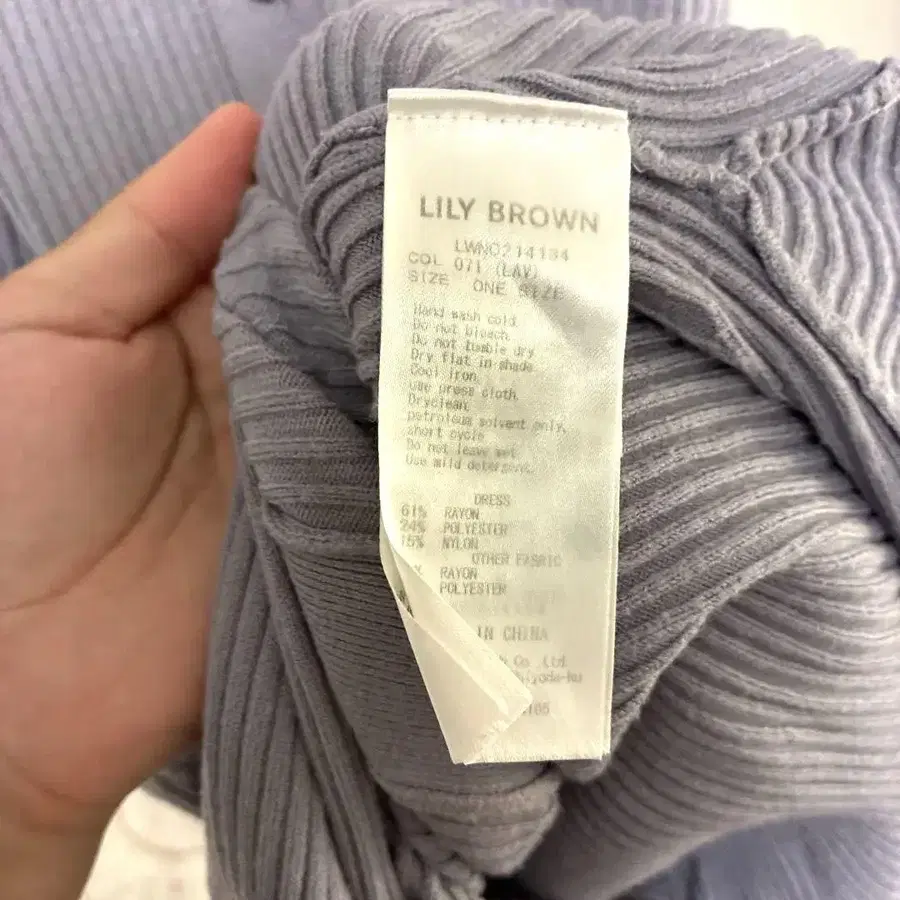 LILY BROWN
LWNO214134
COL 071 (LAV)
SIZE ONE SIZE
Hand wash cold
Do not bleach
Do not tumble dry
Dry flat in shade
Cool iron
use press cloth.
Dryclean
petroleum solvent only,
short cycle
Do not leave wet
Use mild detergent.
DRESS
61% RAYON
24% POLYESTER
15% NYLON
OTHER FABRIC
RAYON
POLYESTER
IN CHINA
Co.,Ltd.